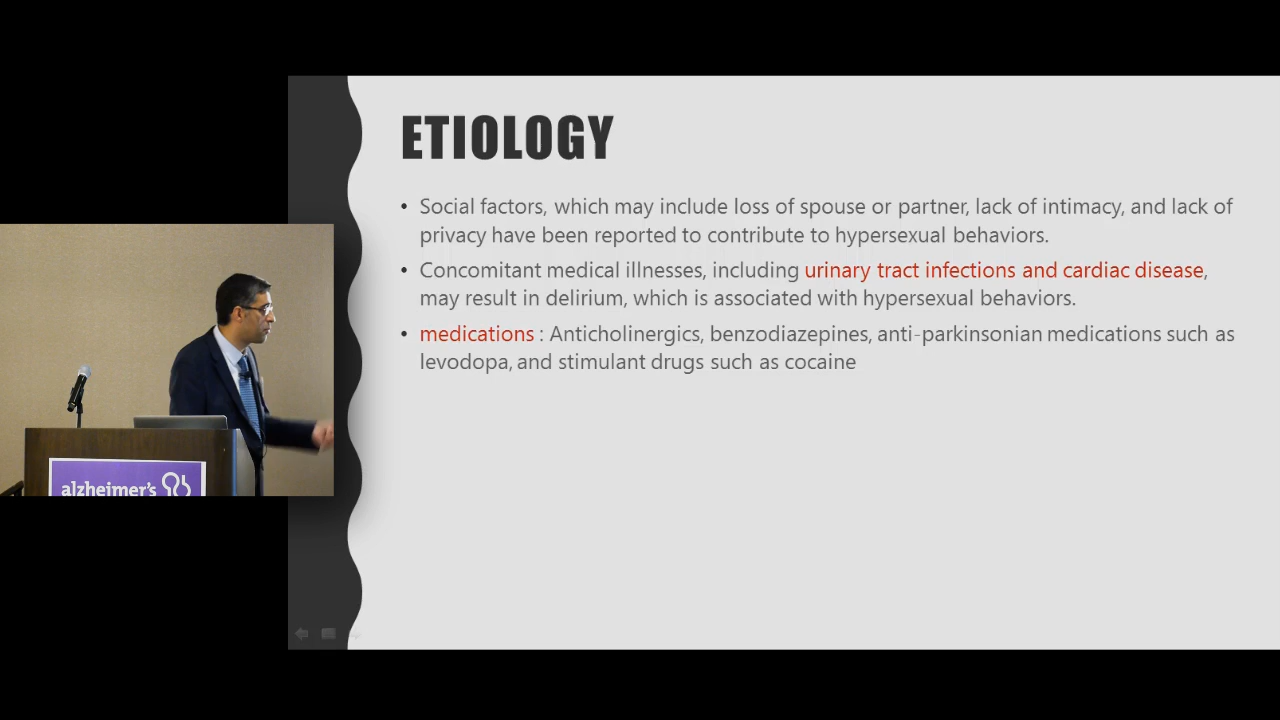 ETIOLOGY
• Social factors, which may include loss of spouse or partner, lack of intimacy, and lack of
privacy have been reported to contribute to hypersexual behaviors.
• Concomitant medical illnesses, including urinary tract infections and cardiac disease,
may result in delirium, which is associated with hypersexual behaviors.
• medications : Anticholinergics, benzodiazepines, anti-parkinsonian medications such as
levodopa, and stimulant drugs such as cocaine
alzheimer's